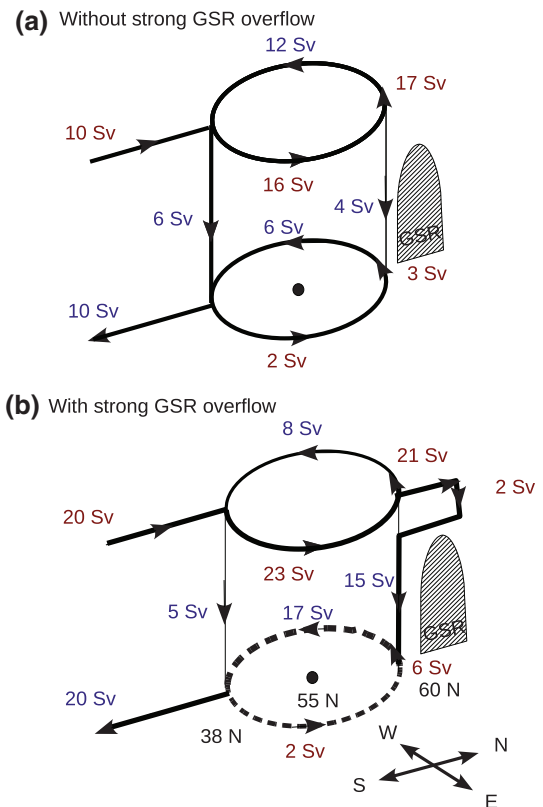 (a) Without strong GSR overflow
12 Sv
17 Sv
10 Sv
16 Sv
6 Sv
6 Sv
4 Sv
GSR
3 Sv
10 Sv
2 Sv
(b) With strong GSR overflow
8 Sv
21 Sv
2 Sv
20 Sv
23 Sv
15 Sv
5 Sv
17 Sv
GSR
6 Sv
60 N
55 N
20 Sv
38 N
2 Sv
W
N
S
E